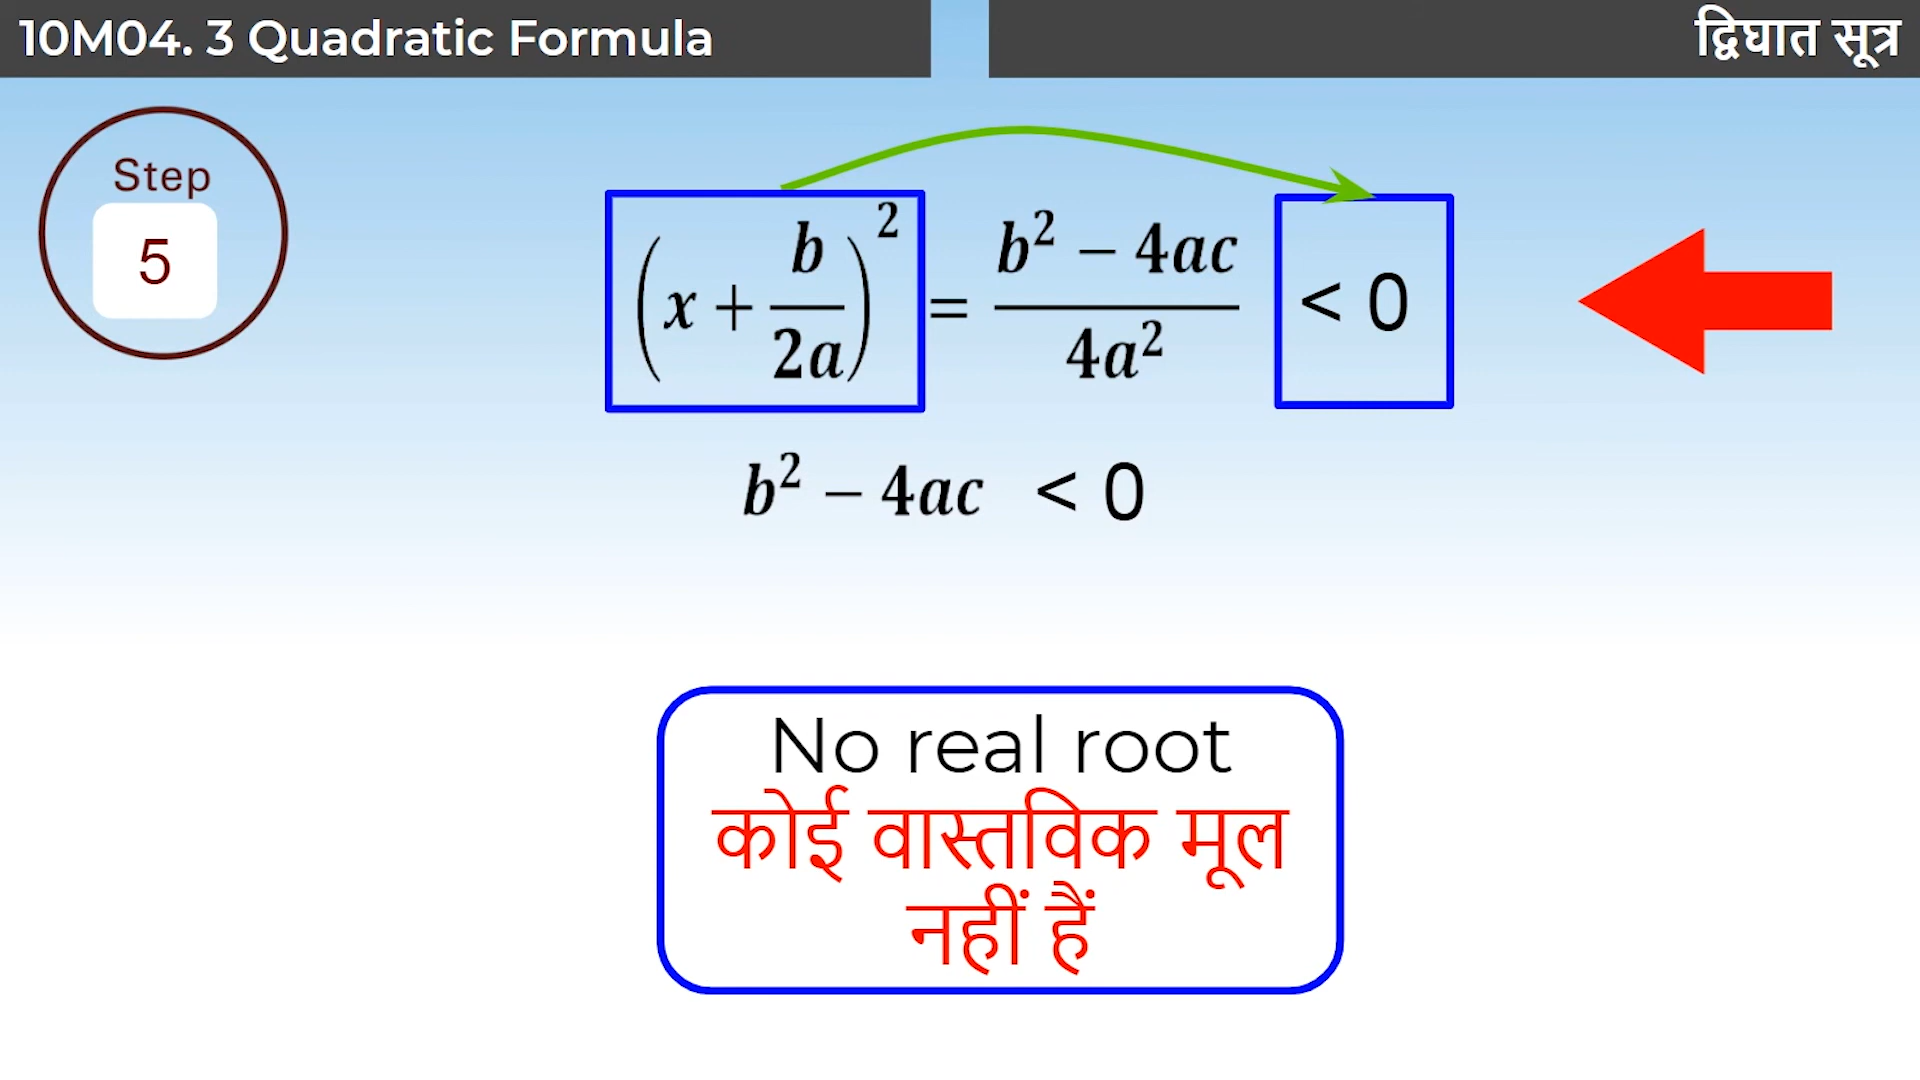 10M04. 3 Quadratic Formula
द्विघात सूत्र
Step
5
(x + b/2a)² = (b² − 4ac)/4a² < 0
b² − 4ac < 0
No real root
कोई वास्तविक मूल
नहीं हैं